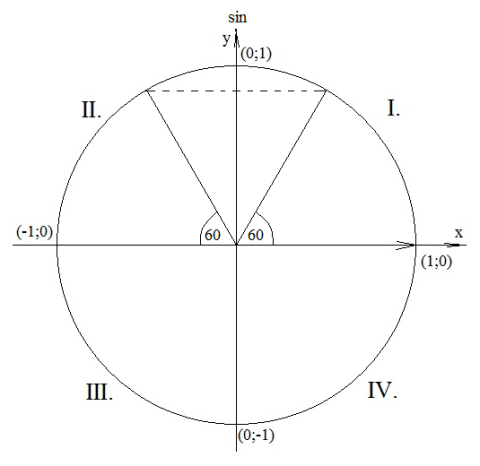 sin
y
(0;1)
II.
I.
(-1;0)
60
60
x
(1;0)
III.
IV.
(0;-1)